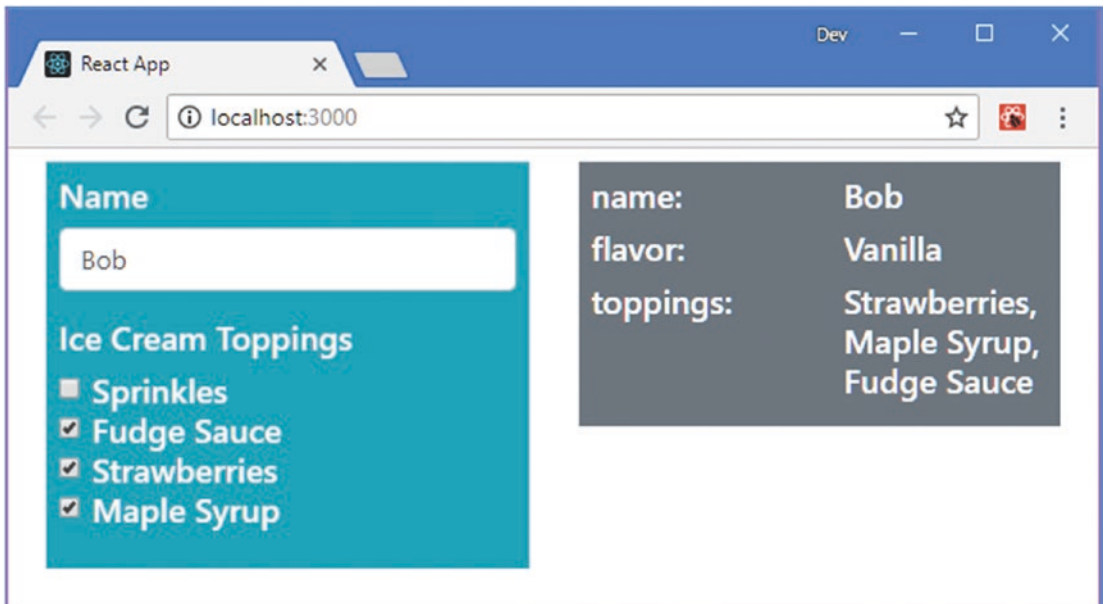 Dev
React App
localhost:3000
Name
Bob
Ice Cream Toppings
Sprinkles
Fudge Sauce
Strawberries
Maple Syrup
name: Bob
flavor: Vanilla
toppings: Strawberries,
Maple Syrup,
Fudge Sauce